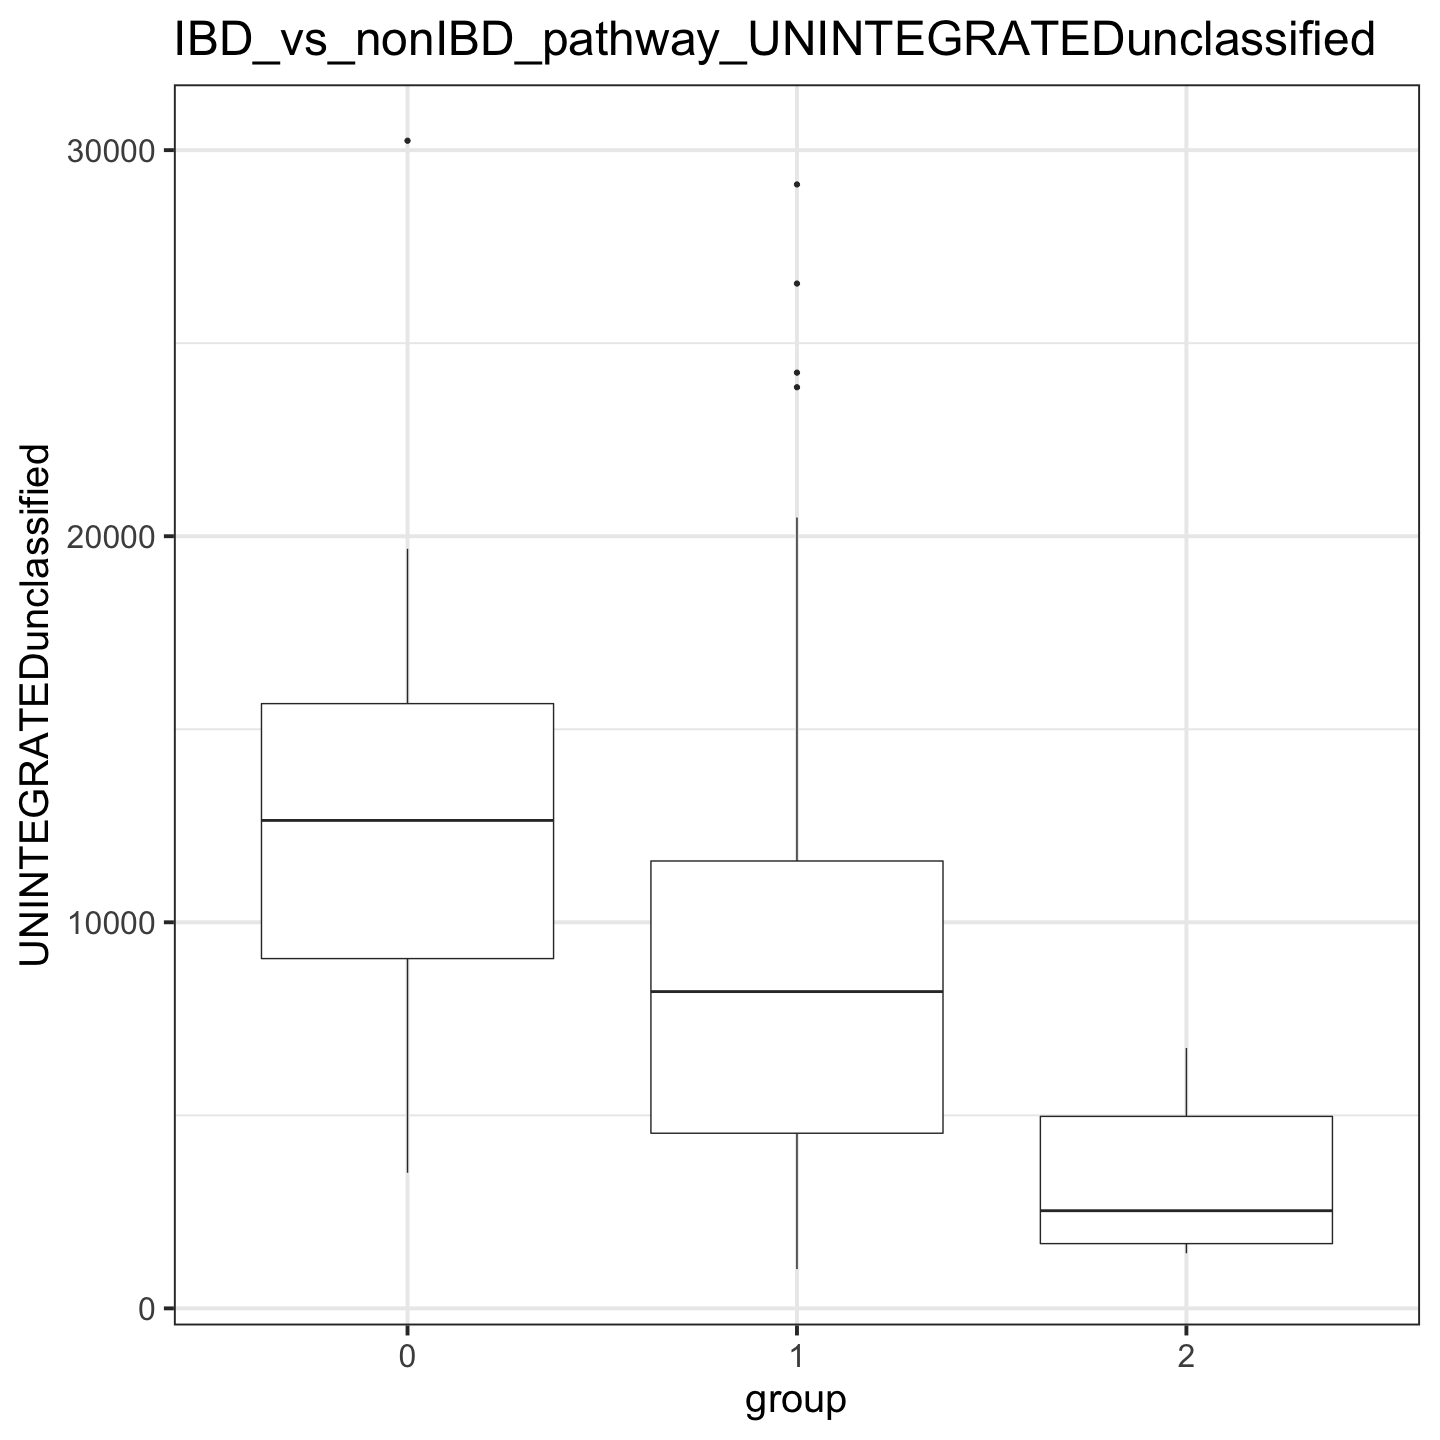 IBD_vs_nonIBD_pathway_UNINTEGRATEDunclassified
UNINTEGRATEDunclassified
30000
20000
10000
0
0 1 2
group